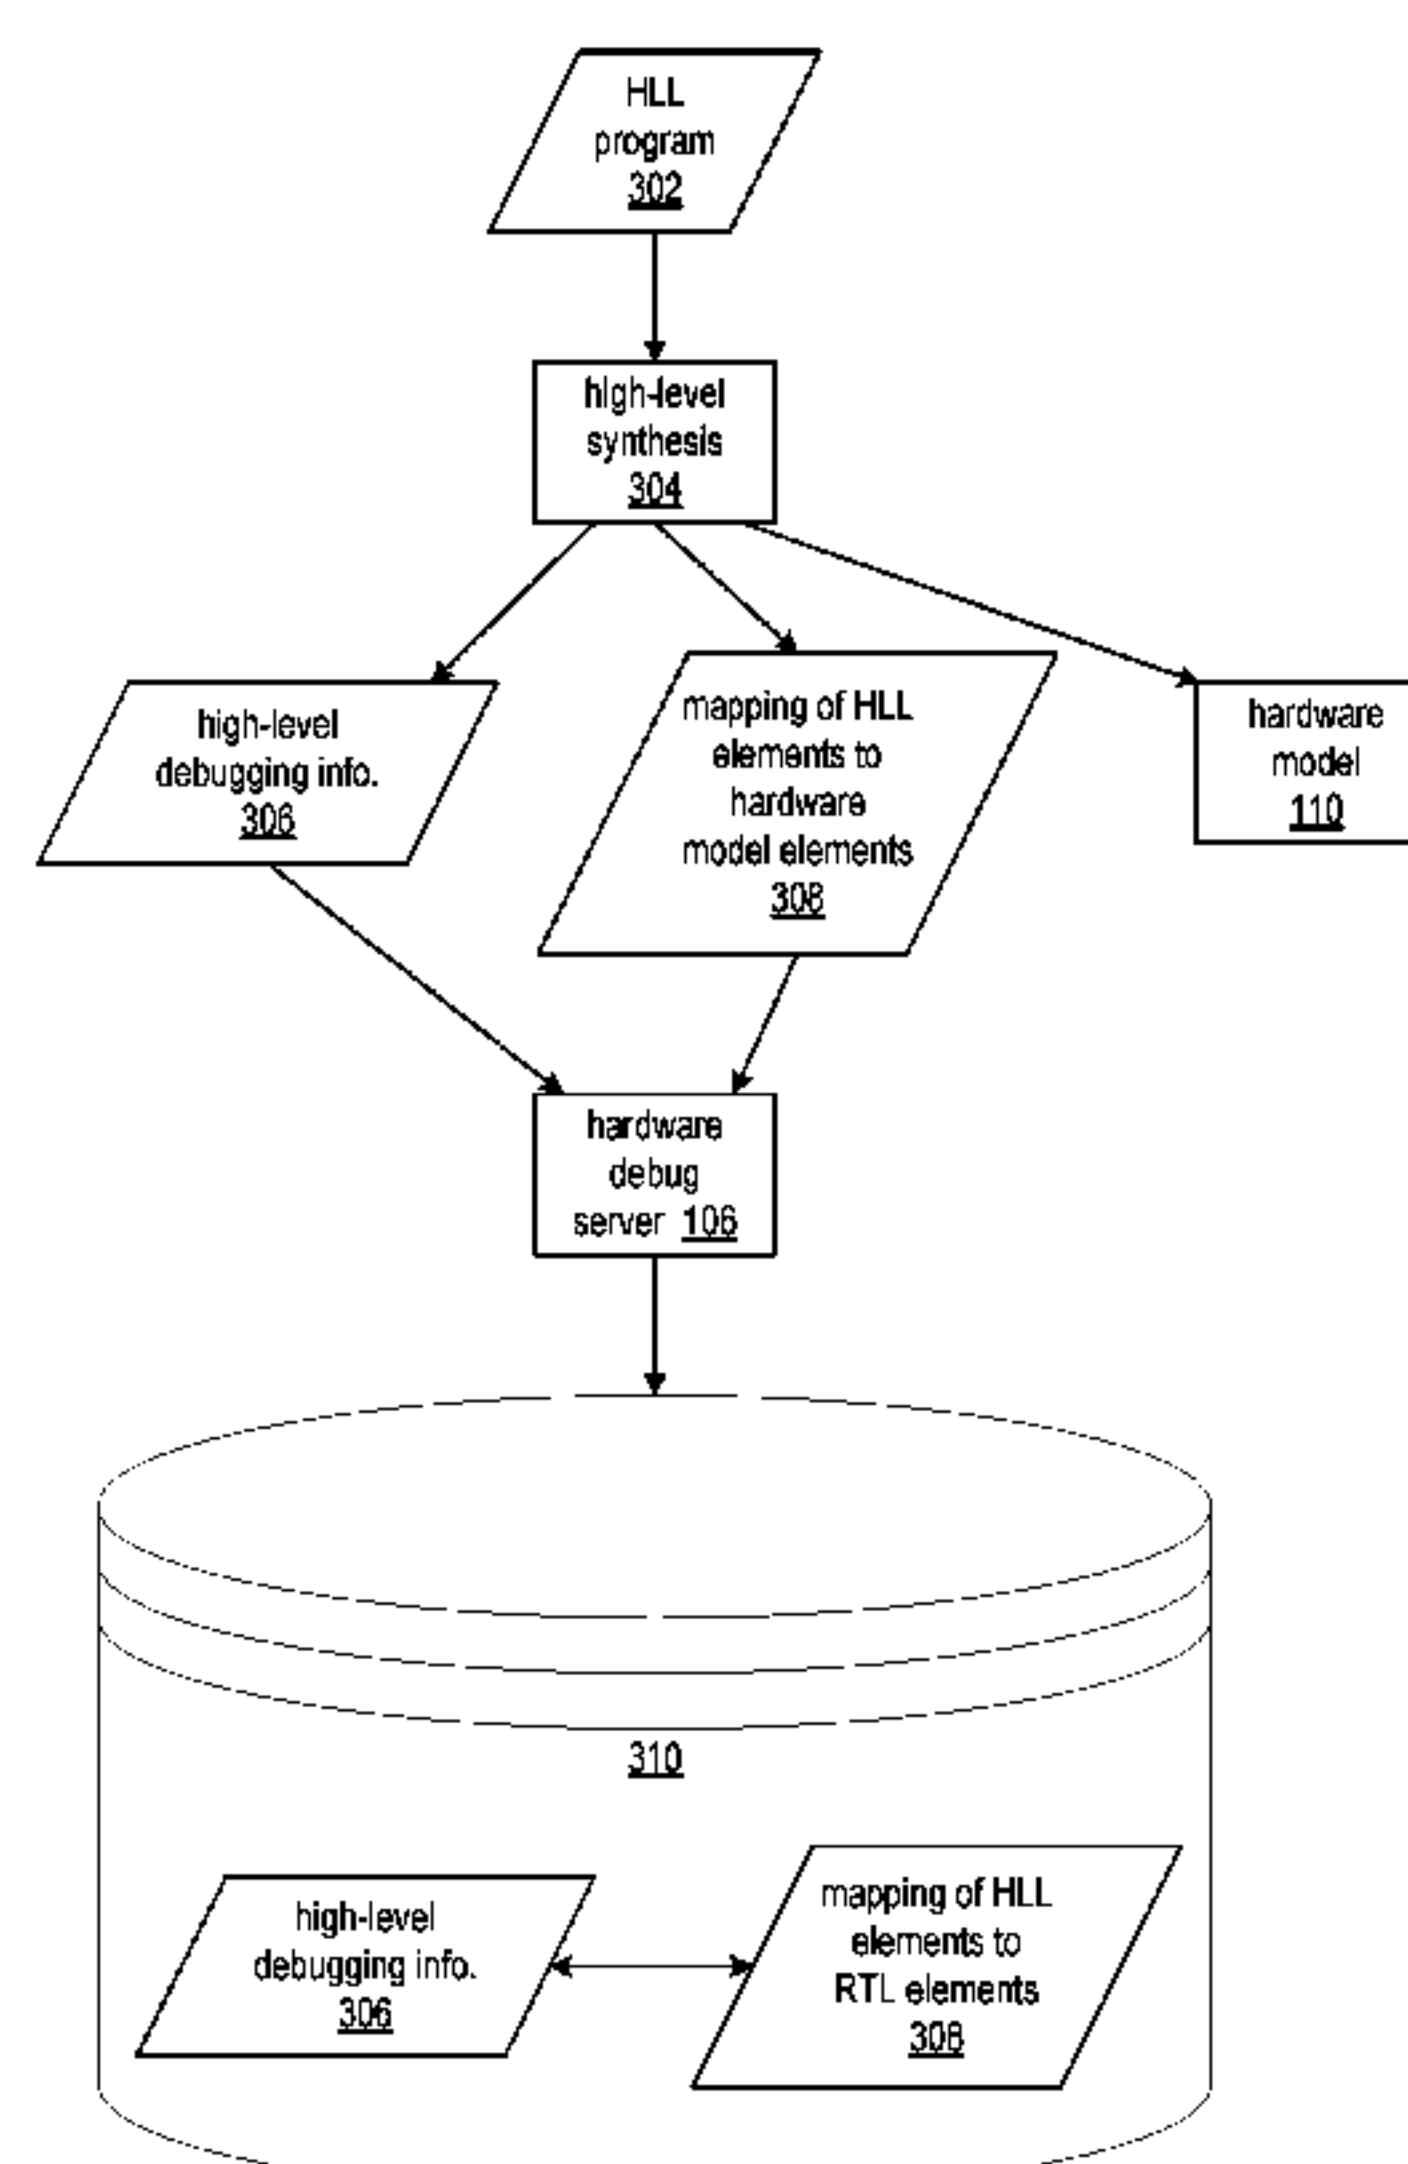 HLL
program
302
high-level
synthesis
304
high-level
debugging info.
306
mapping of HLL
elements to
hardware
model elements
308
hardware
model
110
hardware
debug
server 106
310
high-level
debugging info.
306
mapping of HLL
elements to
RTL elements
308